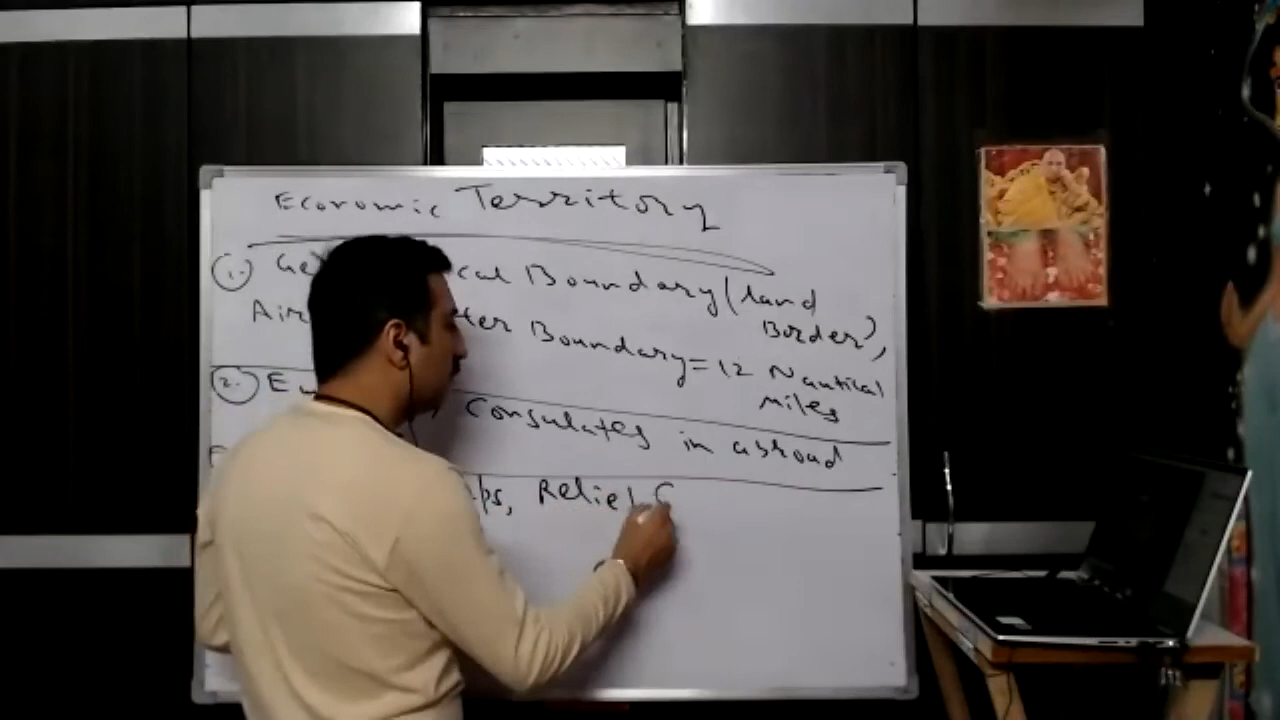 Economic Territory
1. Ge cal Boundary (land Border),
Air ter Boundary = 12 Nautical miles
2. Em Consulates in abroad
ps, Relief